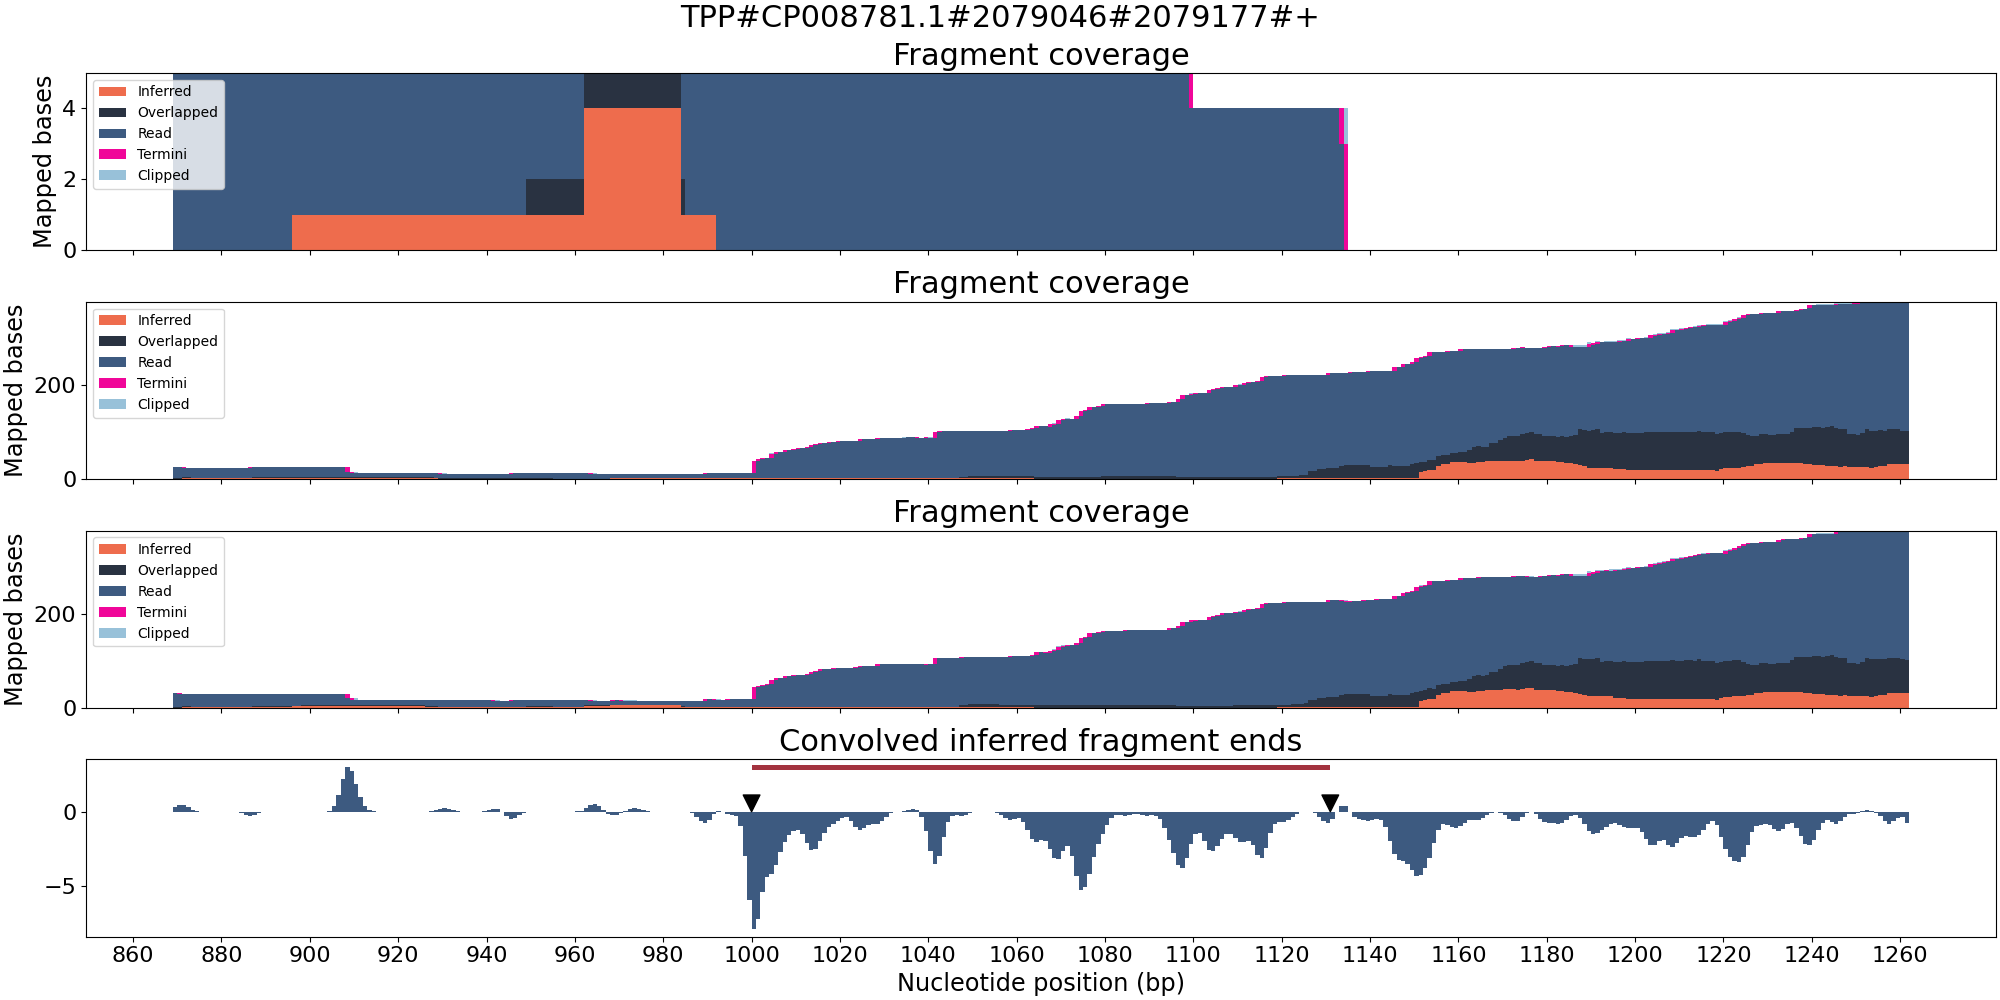 TPP#CP008781.1#2079046#2079177#+
Fragment coverage
Mapped bases
4
2
0
Inferred
Overlapped
Read
Termini
Clipped
Fragment coverage
Mapped bases
200
0
Inferred
Overlapped
Read
Termini
Clipped
Fragment coverage
Mapped bases
200
0
Inferred
Overlapped
Read
Termini
Clipped
Convolved inferred fragment ends
0
−5
860 880 900 920 940 960 980 1000 1020 1040 1060 1080 1100 1120 1140 1160 1180 1200 1220 1240 1260
Nucleotide position (bp)